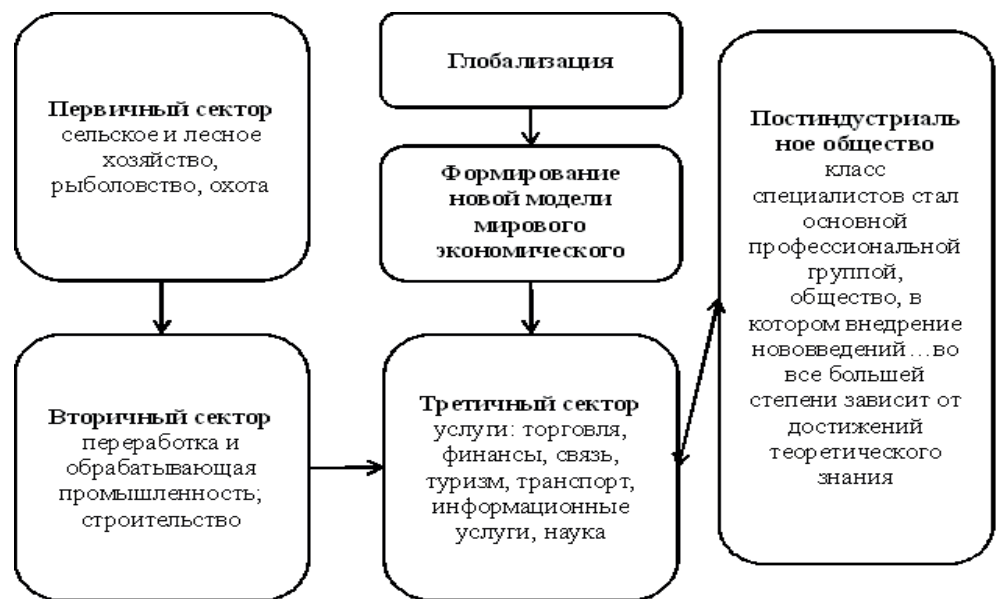 Первичный сектор
сельское и лесное
хозяйство,
рыболовство, охота
Глобализация
Формирование
новой модели
мирового
экономического
Постиндустриаль
ное общество
класс
специалистов стал
основной
профессиональной
группой,
общество, в
котором внедрение
нововведений…во
все большей
степени зависит от
достижений
теоретического
знания
Вторичный сектор
переработка и
обрабатывающая
промышленность;
строительство
Третичный сектор
услуги: торговля,
финансы, связь,
туризм, транспорт,
информационные
услуги, наука